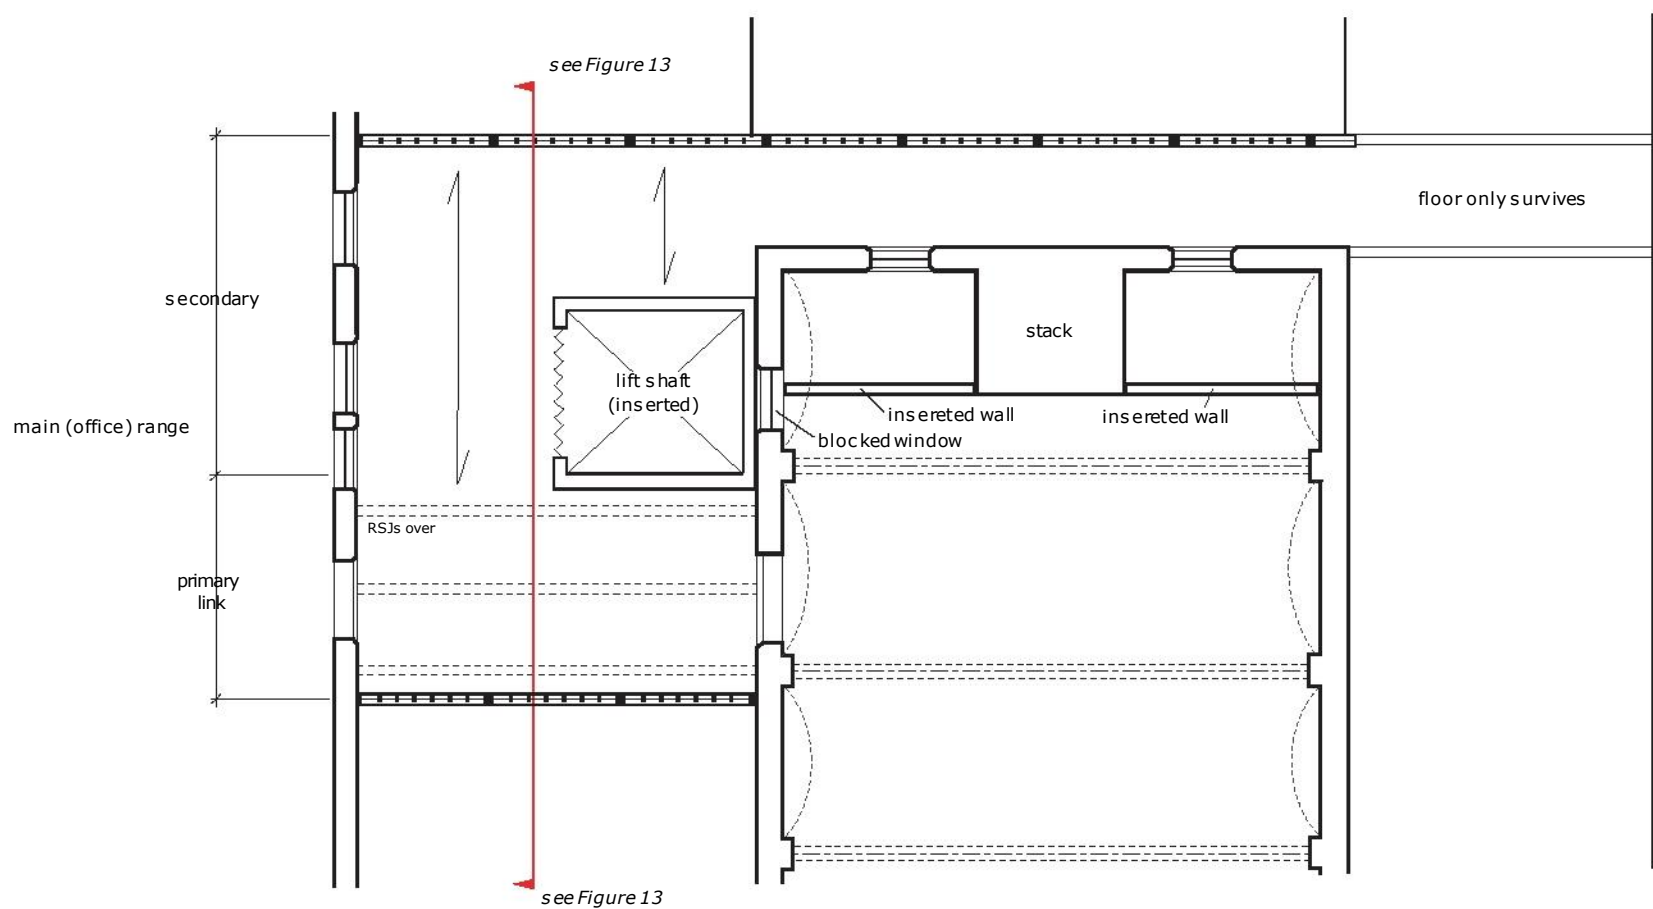 see Figure 13
floor only survives
secondary
stack
lift shaft
(inserted)
insereted wall
insereted wall
main (office) range
blocked window
RSJs over
primary
link
see Figure 13